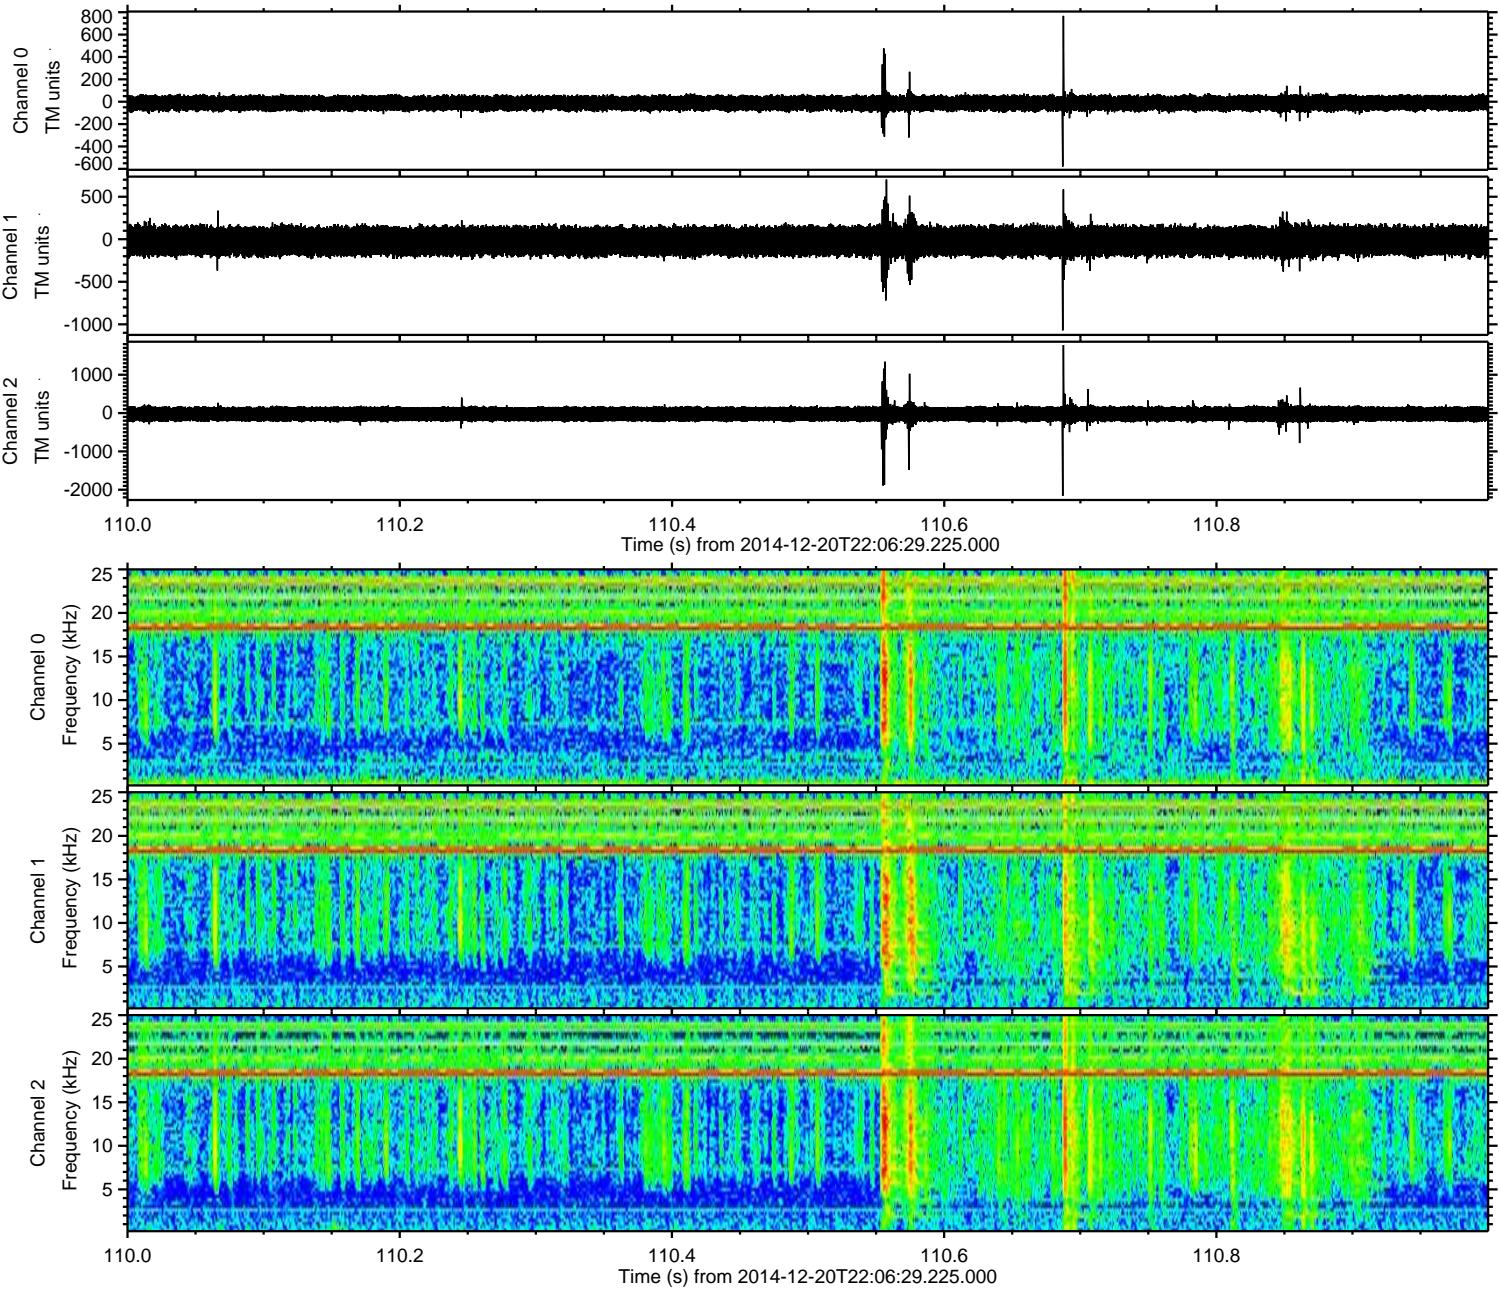 800
600
400
200
0
-200
-400
-600
Channel 0
TM units
500
0
-500
-1000
Channel 1
TM units
1000
0
-1000
-2000
Channel 2
TM units
110.0 110.2 110.4 110.6 110.8
Time (s) from 2014-12-20T22:06:29.225.000
25
20
15
10
5
Channel 0
Frequency (kHz)
25
20
15
10
5
Channel 1
Frequency (kHz)
25
20
15
10
5
Channel 2
Frequency (kHz)
110.0 110.2 110.4 110.6 110.8
Time (s) from 2014-12-20T22:06:29.225.000